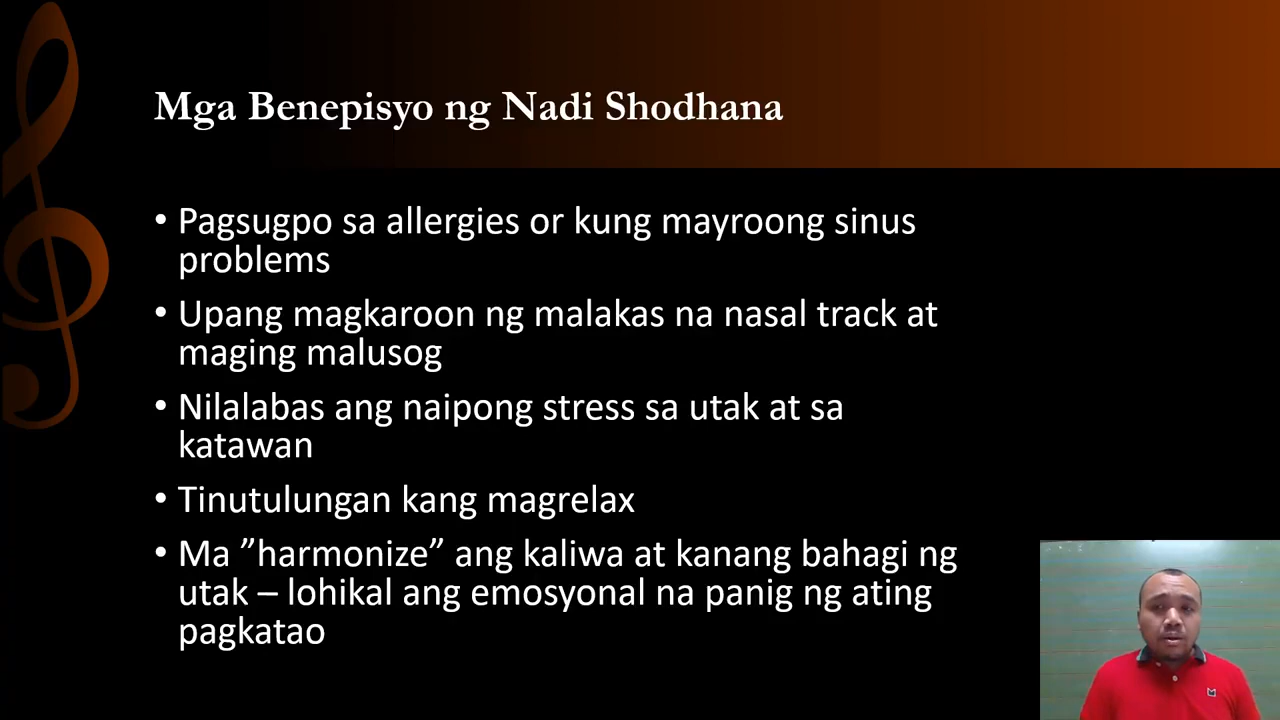 Mga Benepisyo ng Nadi Shodhana
• Pagsugpo sa allergies or kung mayroong sinus
problems
• Upang magkaroon ng malakas na nasal track at
maging malusog
• Nilalabas ang naipong stress sa utak at sa
katawan
• Tinutulungan kang magrelax
• Ma ”harmonize” ang kaliwa at kanang bahagi ng
utak – lohikal ang emosyonal na panig ng ating
pagkatao